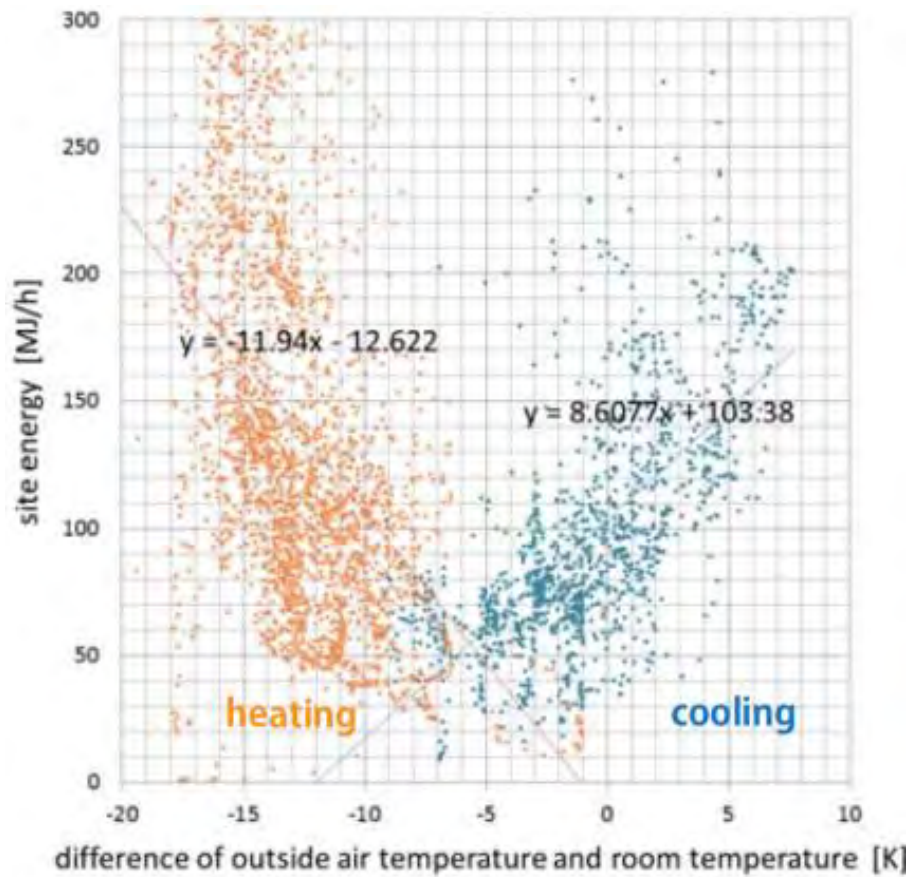 300
250
200
150
100
50
0
site energy [MJ/h]
y = -11.94x - 12.622
y = 8.6077x + 103.38
heating
cooling
-20 -15 -10 -5 0 5 10
difference of outside air temperature and room temperature [K]